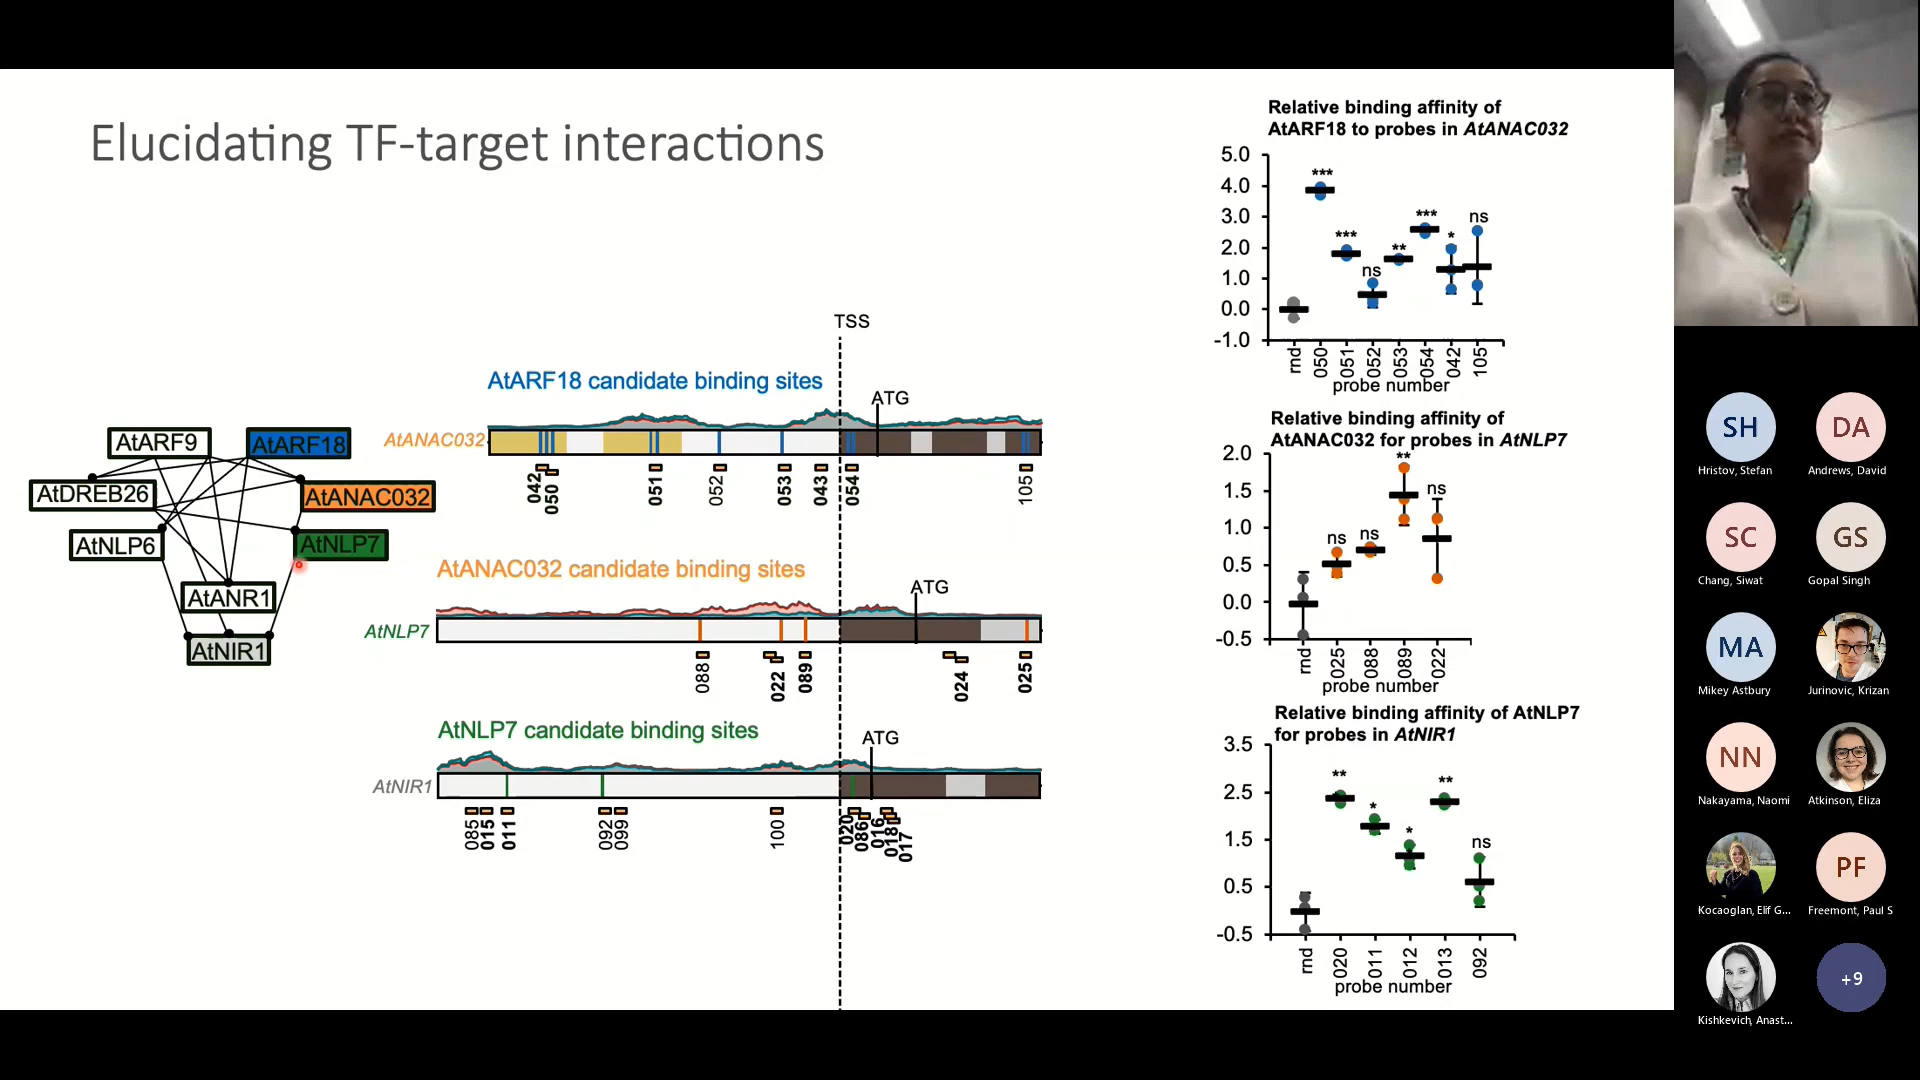 Elucidating TF-target interactions
AtARF9
AtARF18
AtDREB26
AtANAC032
AtNLP6
AtNLP7
AtANR1
AtNIR1
TSS
AtARF18 candidate binding sites
ATG
AtANAC032
042
050
051
052
053
043
054
105
AtANAC032 candidate binding sites
ATG
AtNLP7
088
022
089
024
025
AtNLP7 candidate binding sites
ATG
AtNIR1
085
015
011
092
099
100
020
086
016
018
017
Relative binding affinity of
AtARF18 to probes in AtANAC032
5.0
4.0
3.0
2.0
1.0
0.0
-1.0
***
***
ns
**
***
*
ns
rnd
050
051
052
053
054
042
105
probe number
Relative binding affinity of
AtANAC032 for probes in AtNLP7
2.0
1.5
1.0
0.5
0.0
-0.5
ns
ns
**
ns
rnd
025
088
089
022
probe number
Relative binding affinity of AtNLP7
for probes in AtNIR1
3.5
2.5
1.5
0.5
-0.5
**
*
*
**
ns
rnd
020
011
012
013
092
probe number
SH
Hristov, Stefan
DA
Andrews, David
SC
Chang, Siwat
GS
Gopal Singh
MA
Mikey Astbury
Jurinovic, Krizan
NN
Nakayama, Naomi
Atkinson, Eliza
Kocaoglan, Elif G...
PF
Freemont, Paul S
Kishkevich, Anast...
+9